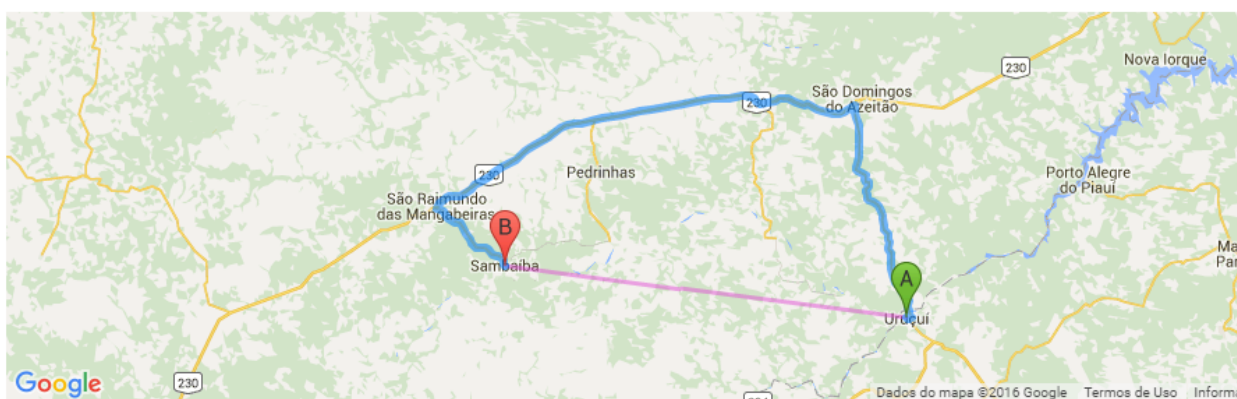 Nova Iorque
230
São Domingos
do Azeitão
230
230
Pedrinhas
Porto Alegre
do Piauí
São Raimundo
das Mangabeiras
B
Sambaíba
A
Uruçuí
230
Google
Dados do mapa ©2016 Google
Termos de Uso